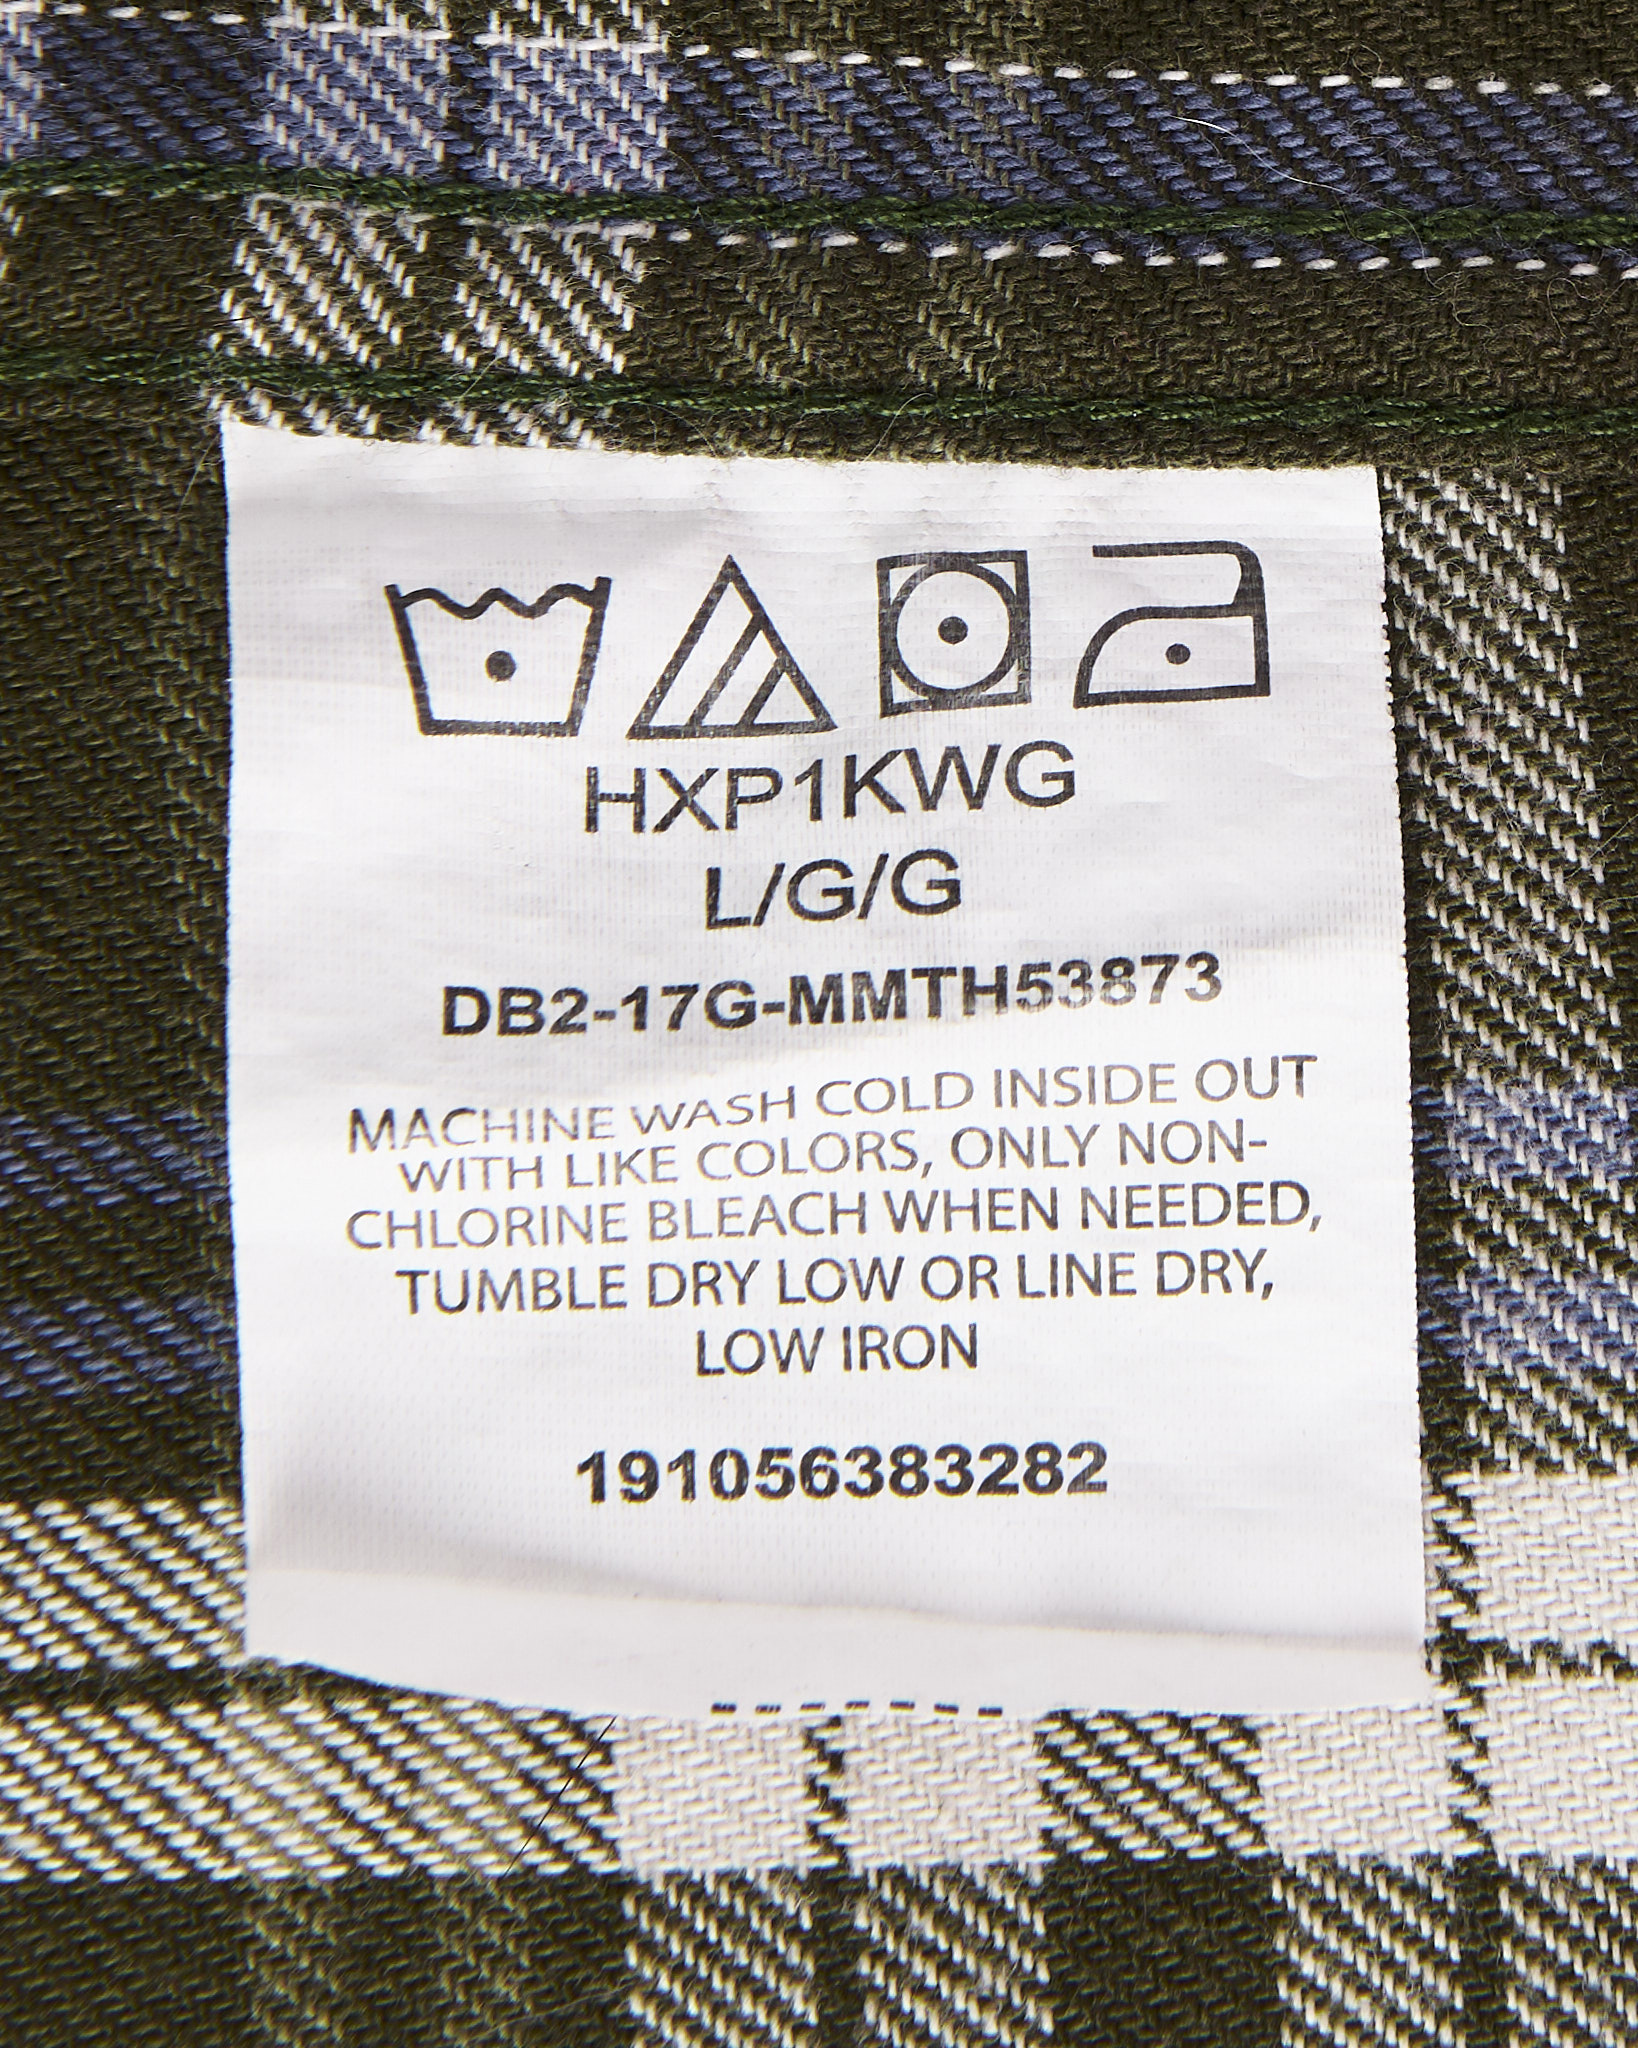 HXP1KWG
L/G/G
DB2-17G-MMTH53873
MACHINE WASH COLD INSIDE OUT
WITH LIKE COLORS, ONLY NON-
CHLORINE BLEACH WHEN NEEDED,
TUMBLE DRY LOW OR LINE DRY,
LOW IRON
191056383282